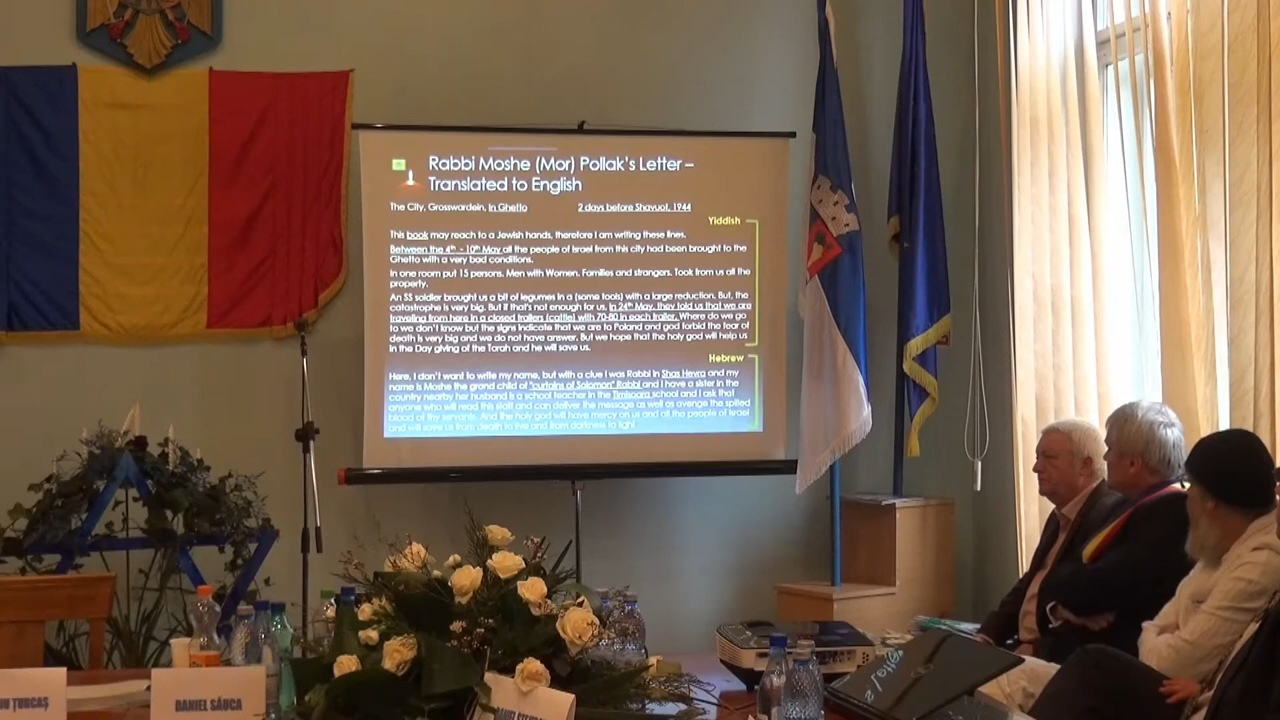 Rabbi Moshe (Mor) Pollak's Letter –
Translated to English
The City, Grosswardein, in Ghetto
2 days before Shavuot, 1944
Yiddish
This book may reach to a Jewish hands, therefore I am writing these lines.
Between the 4th - 10th May all the people of Israel from this city had been brought to the
Ghetto with a very bad conditions.
In one room put 15 persons. Men with Women. Families and strangers. Took from us all the
property.
An SS soldier brought us a bit of legumes in a (some tools) with a large reduction. But, the
catastrophe is very big. But if that's not enough for us, in 24th May, they told us that we are
traveling from here in a closed trailers (cattle) with 70-80 in each trailer. Where do we go
to we don't know but the signs indicate that we are to Poland and god forbid the fear of
death is very big and we do not have answer. But we hope that the holy god will help us
in the Day giving of the Torah and he will save us.
Hebrew
Here, I don't want to write my name, but with a clue I was Rabbi in Shas Hevra and my
name is Moshe the grand child of "curtains of Solomon" Rabbi and i have a sister in the
country nearby her husband is a school teacher in the Timisoara school and I ask that
anyone who will read this staff and can deliver the message as well as avenge the spilled
blood of thy servants. And the holy god will have mercy on us and all the people of Israel
and will save us from death to live and from darkness to light
ȚURCAȘ
DANIEL SĂUCA
DANIEL